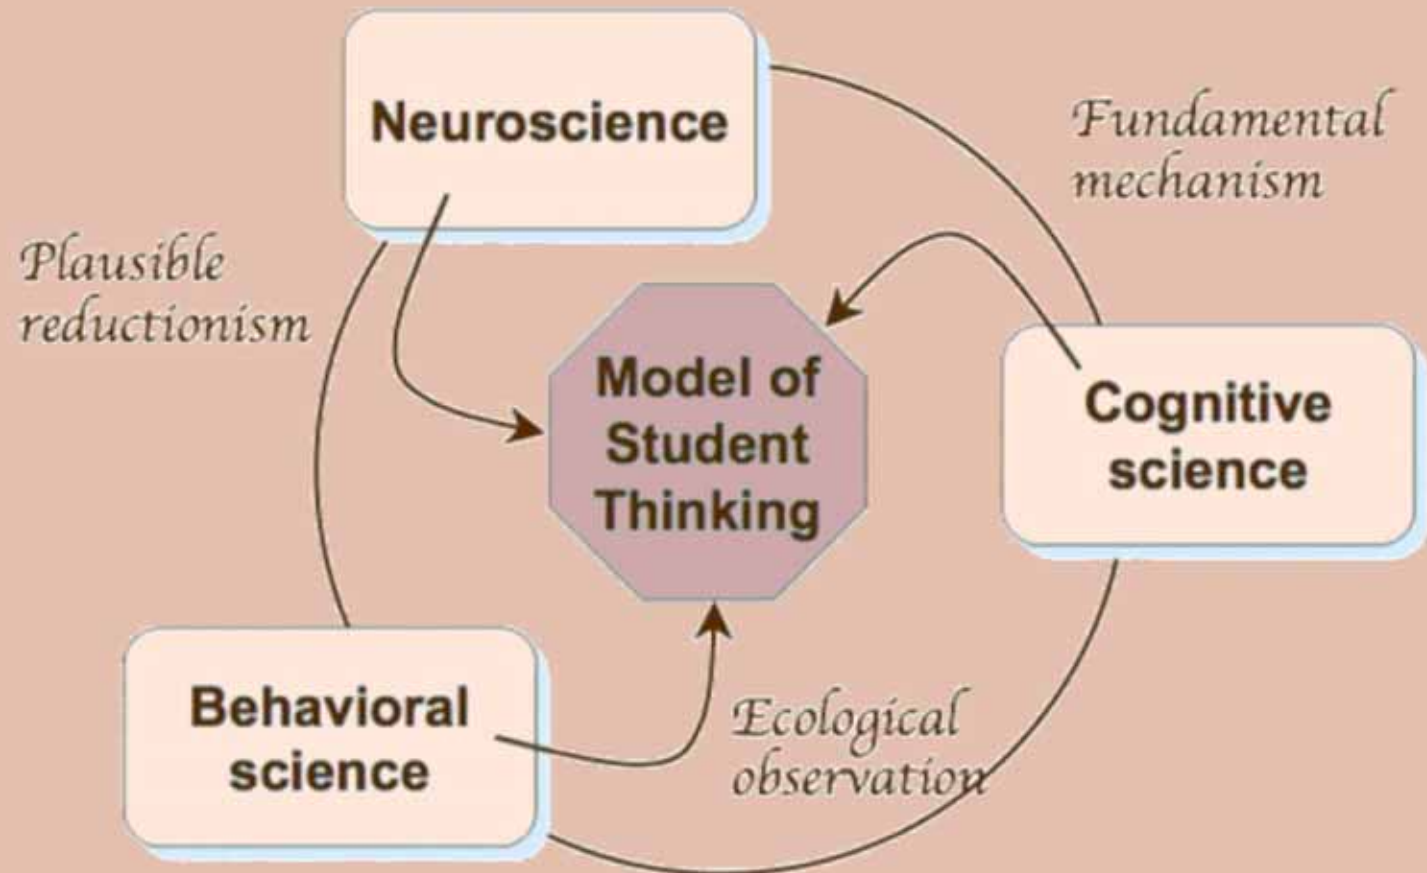 Neuroscience
Fundamental
mechanism
Plausible
reductionism
Model of
Student
Thinking
Cognitive
science
Behavioral
science
Ecological
observation